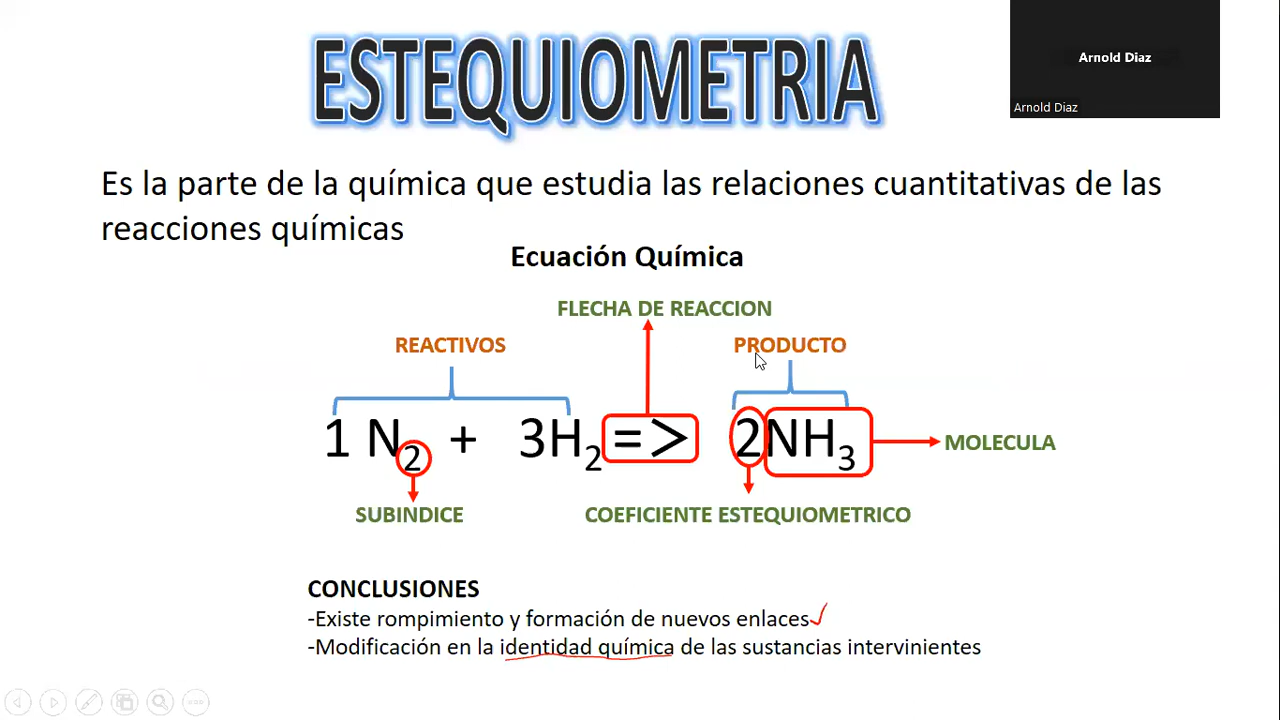 ESTEQUIOMETRIA
Arnold Diaz
Arnold Diaz
Es la parte de la química que estudia las relaciones cuantitativas de las
reacciones químicas
Ecuación Química
FLECHA DE REACCION
REACTIVOS
PRODUCTO
1 N₂ + 3H₂ => 2NH₃
MOLECULA
SUBINDICE
COEFICIENTE ESTEQUIOMETRICO
CONCLUSIONES
-Existe rompimiento y formación de nuevos enlaces
-Modificación en la identidad química de las sustancias intervinientes